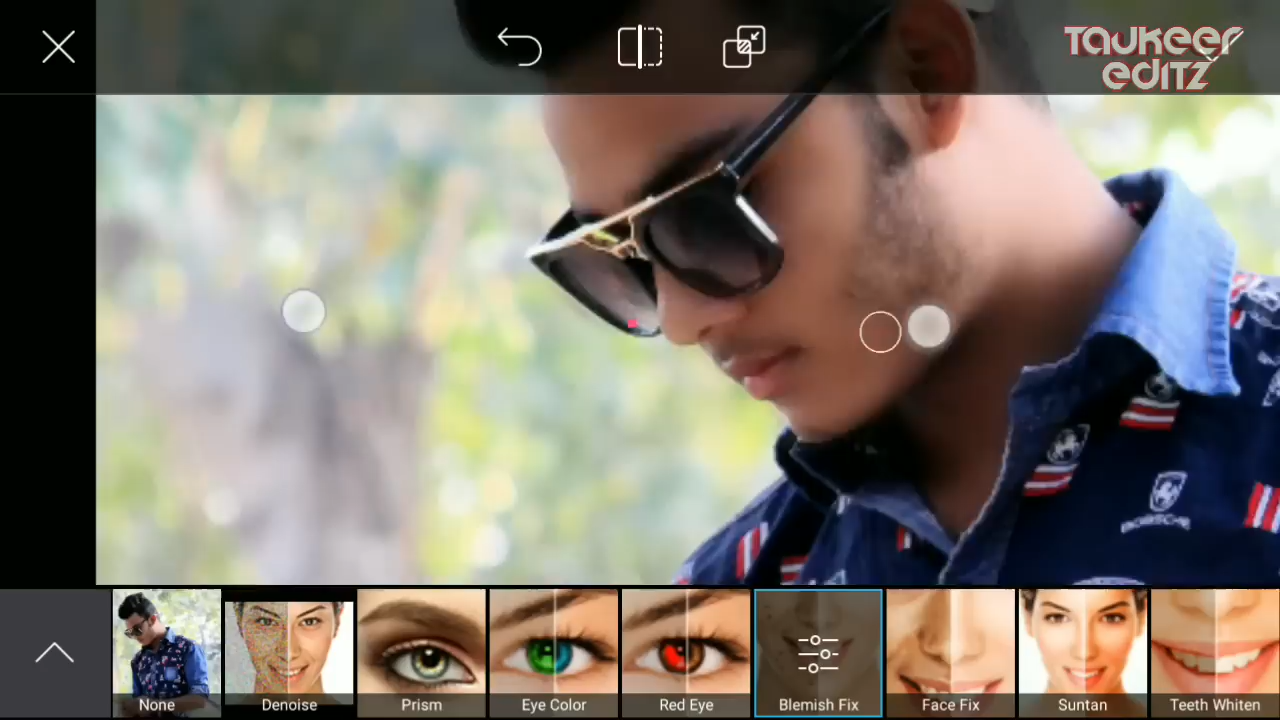 TAUKEER
EDITZ
None
Denoise
Prism
Eye Color
Red Eye
Blemish Fix
Face Fix
Suntan
Teeth Whiten